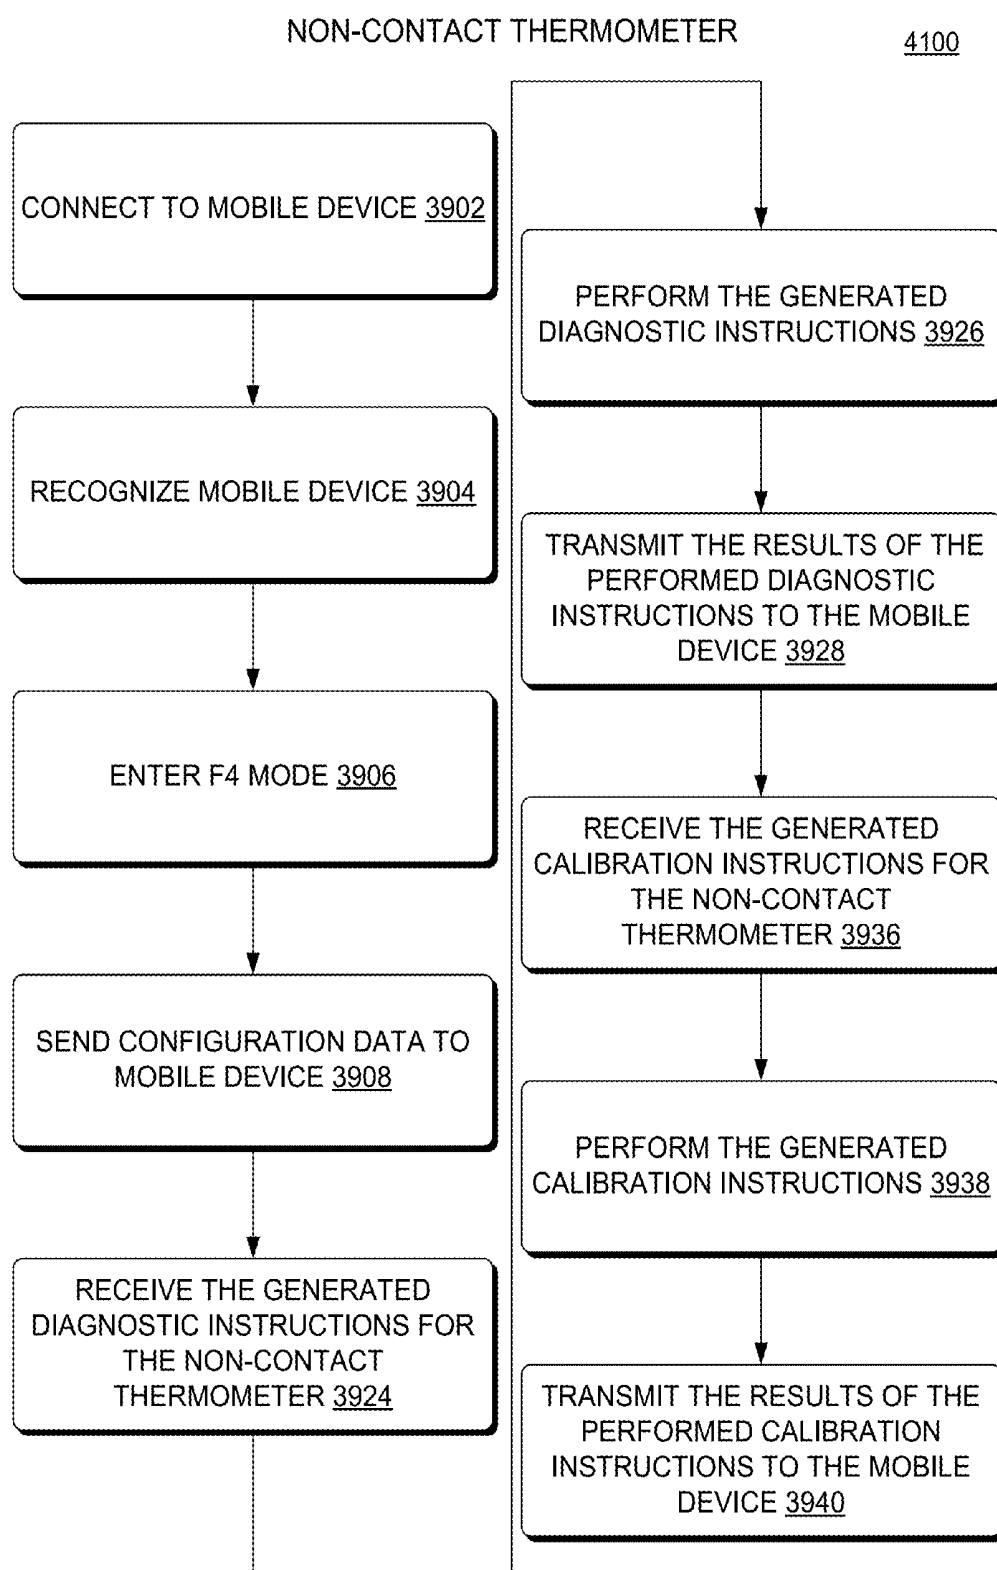 NON-CONTACT THERMOMETER
4100
CONNECT TO MOBILE DEVICE 3902
RECOGNIZE MOBILE DEVICE 3904
ENTER F4 MODE 3906
SEND CONFIGURATION DATA TO
MOBILE DEVICE 3908
RECEIVE THE GENERATED
DIAGNOSTIC INSTRUCTIONS FOR
THE NON-CONTACT
THERMOMETER 3924
PERFORM THE GENERATED
DIAGNOSTIC INSTRUCTIONS 3926
TRANSMIT THE RESULTS OF THE
PERFORMED DIAGNOSTIC
INSTRUCTIONS TO THE MOBILE
DEVICE 3928
RECEIVE THE GENERATED
CALIBRATION INSTRUCTIONS FOR
THE NON-CONTACT
THERMOMETER 3936
PERFORM THE GENERATED
CALIBRATION INSTRUCTIONS 3938
TRANSMIT THE RESULTS OF THE
PERFORMED CALIBRATION
INSTRUCTIONS TO THE MOBILE
DEVICE 3940